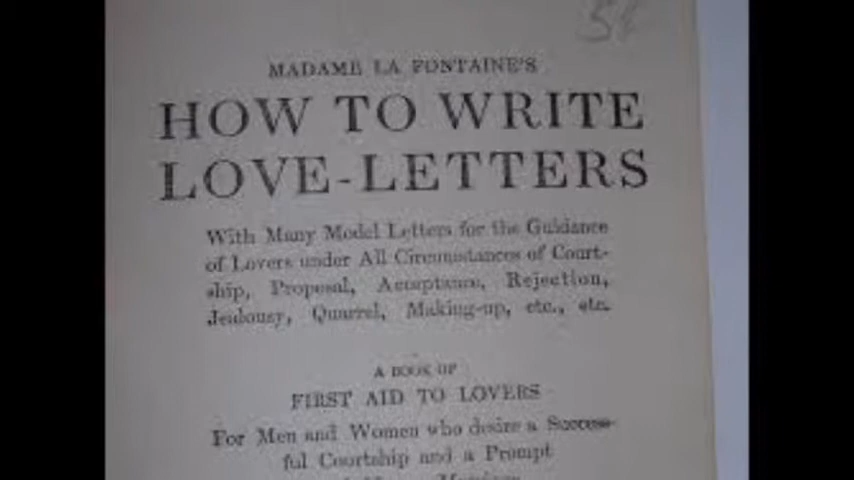 MADAME LA FONTAINE'S
HOW TO WRITE
LOVE-LETTERS
With Many Model Letters for the Guidance
of Lovers under All Circumstances of Court-
ship, Proposal, Acceptance, Rejection,
Jealousy, Quarrel, Making-up, etc., etc.
A BOOK OF
FIRST AID TO LOVERS
For Men and Women who desire a Success-
ful Courtship and a Prompt